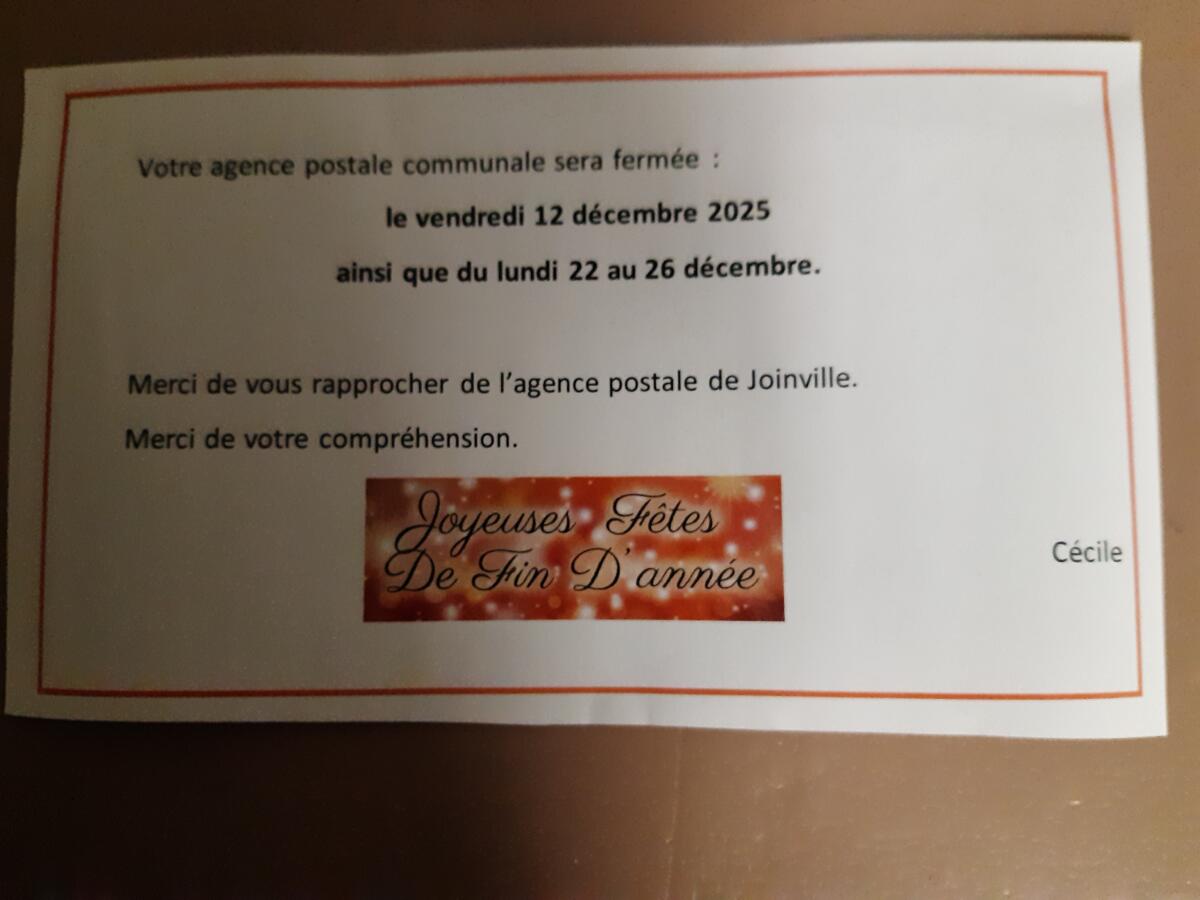 Votre agence postale communale sera fermée :
le vendredi 12 décembre 2025
ainsi que du lundi 22 au 26 décembre.
Merci de vous rapprocher de l'agence postale de Joinville.
Merci de votre compréhension.
Joyeuses Fêtes
De Fin D'année
Cécile